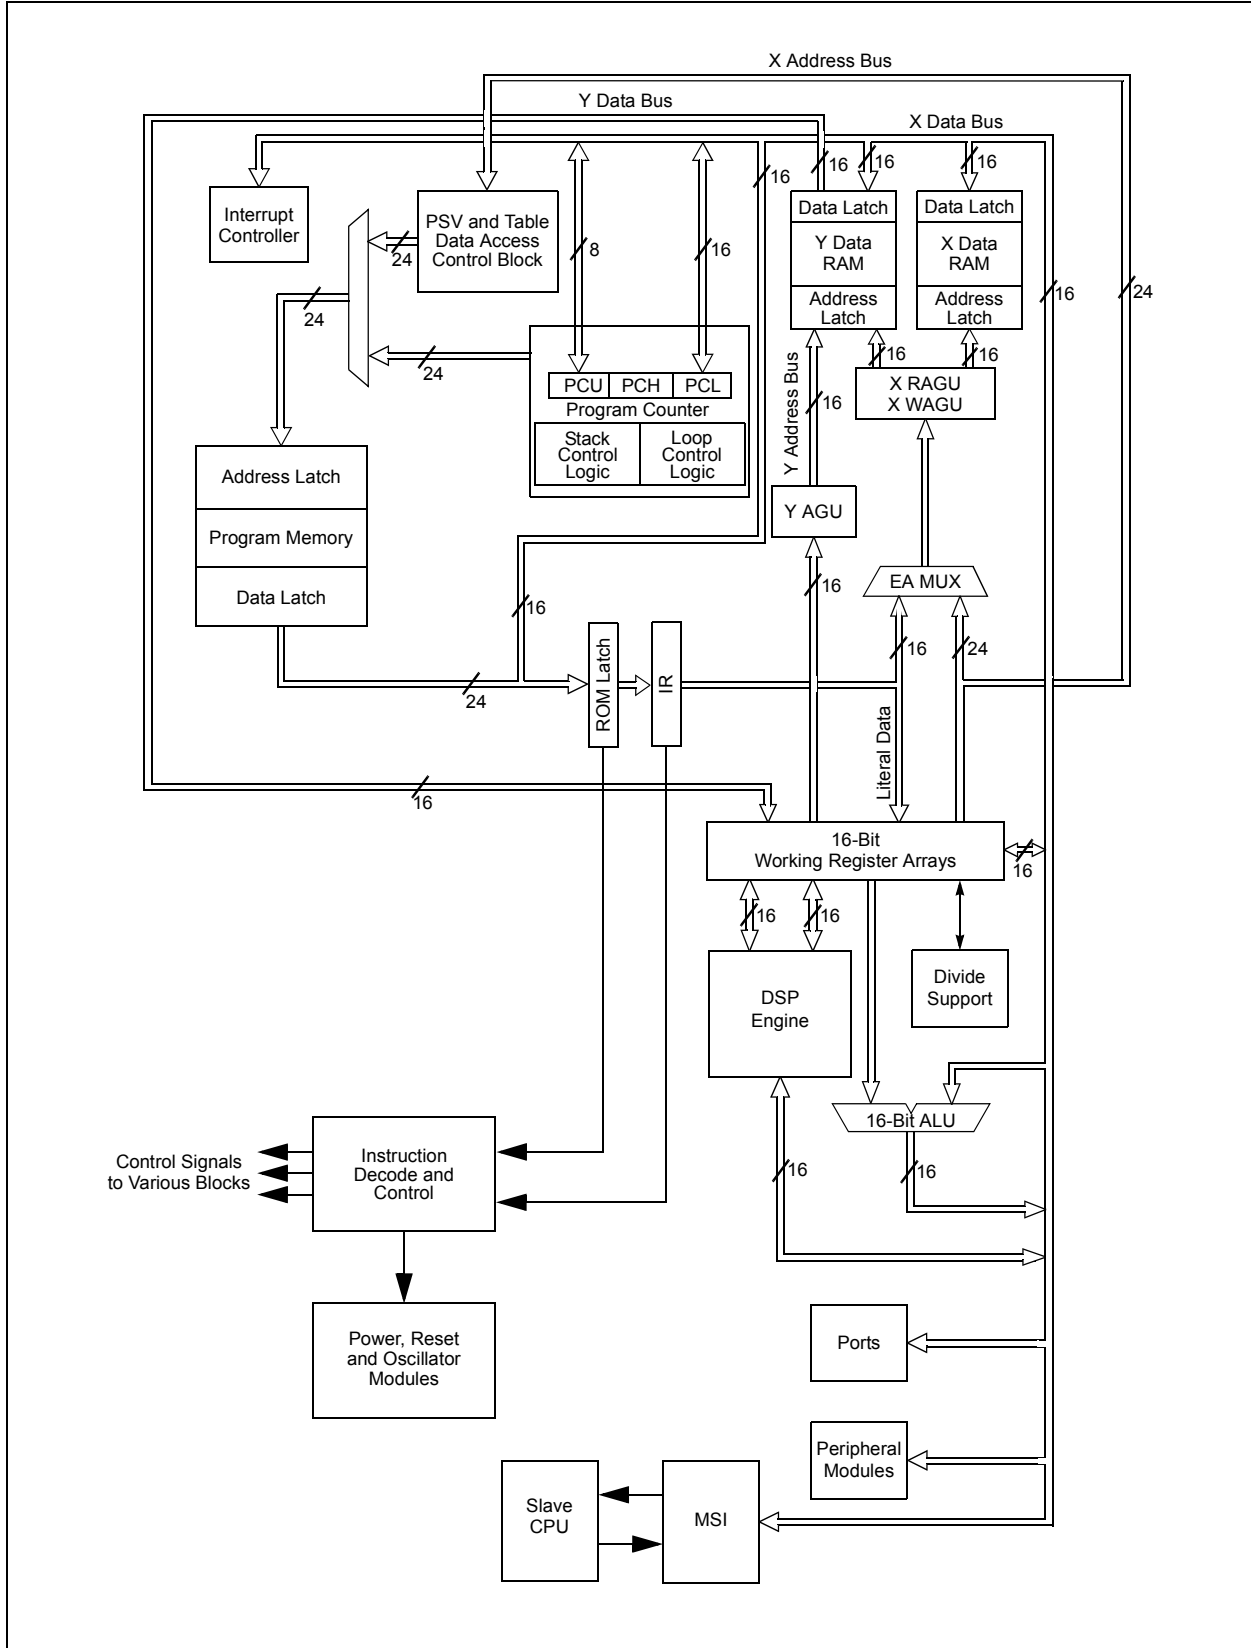 X Address Bus
Y Data Bus
X Data Bus
16
16
16
16
Interrupt
Controller
PSV and Table
Data Access
Control Block
24
8
16
Data Latch
Y Data
RAM
Address
Latch
Data Latch
X Data
RAM
Address
Latch
16
24
24
24
16
16
X RAGU
X WAGU
PCU
PCH
PCL
Program Counter
Stack
Control
Logic
Loop
Control
Logic
Y Address Bus
16
Address Latch
Program Memory
Data Latch
Y AGU
EA MUX
16
16
16
24
24
ROM Latch
IR
Literal Data
16
16-Bit
Working Register Arrays
16
16
16
DSP
Engine
Divide
Support
16-Bit ALU
16
16
Control Signals
to Various Blocks
Instruction
Decode and
Control
Power, Reset
and Oscillator
Modules
Ports
Peripheral
Modules
Slave
CPU
MSI